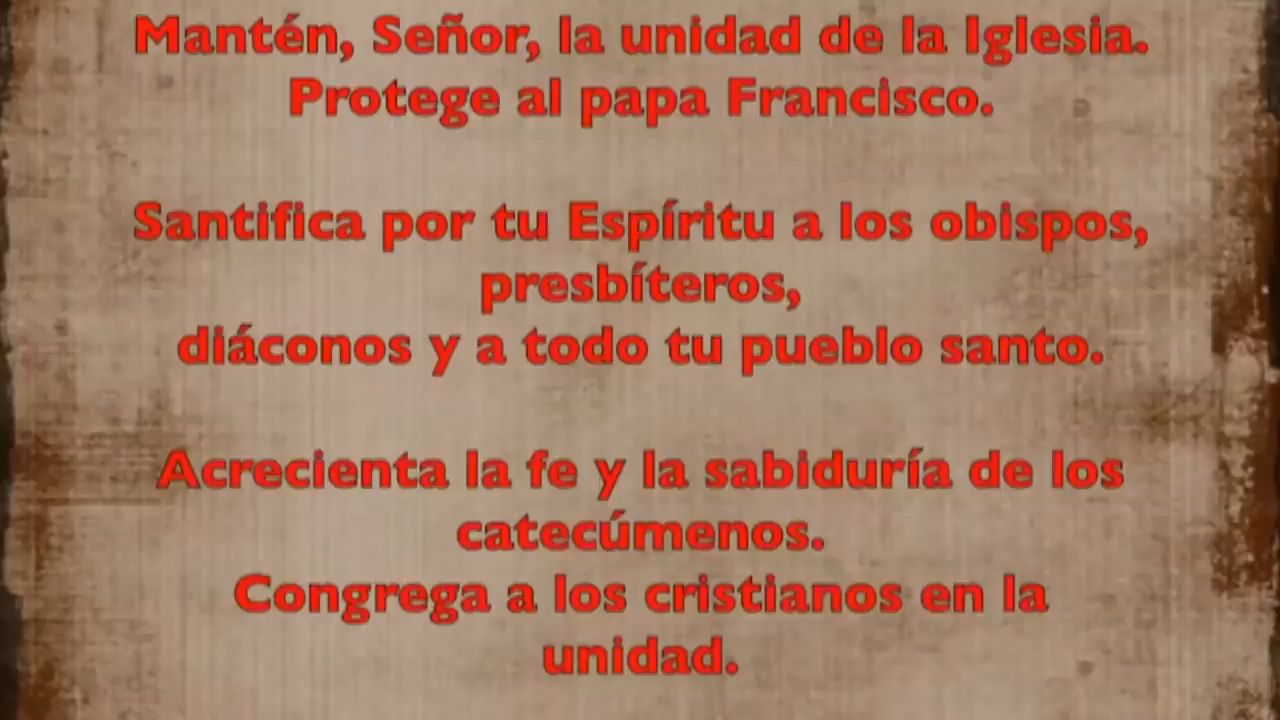 Mantén, Señor, la unidad de la Iglesia.
Protege al papa Francisco.
Santifica por tu Espíritu a los obispos,
presbíteros,
diáconos y a todo tu pueblo santo.
Acrecienta la fe y la sabiduría de los
catecúmenos.
Congrega a los cristianos en la
unidad.